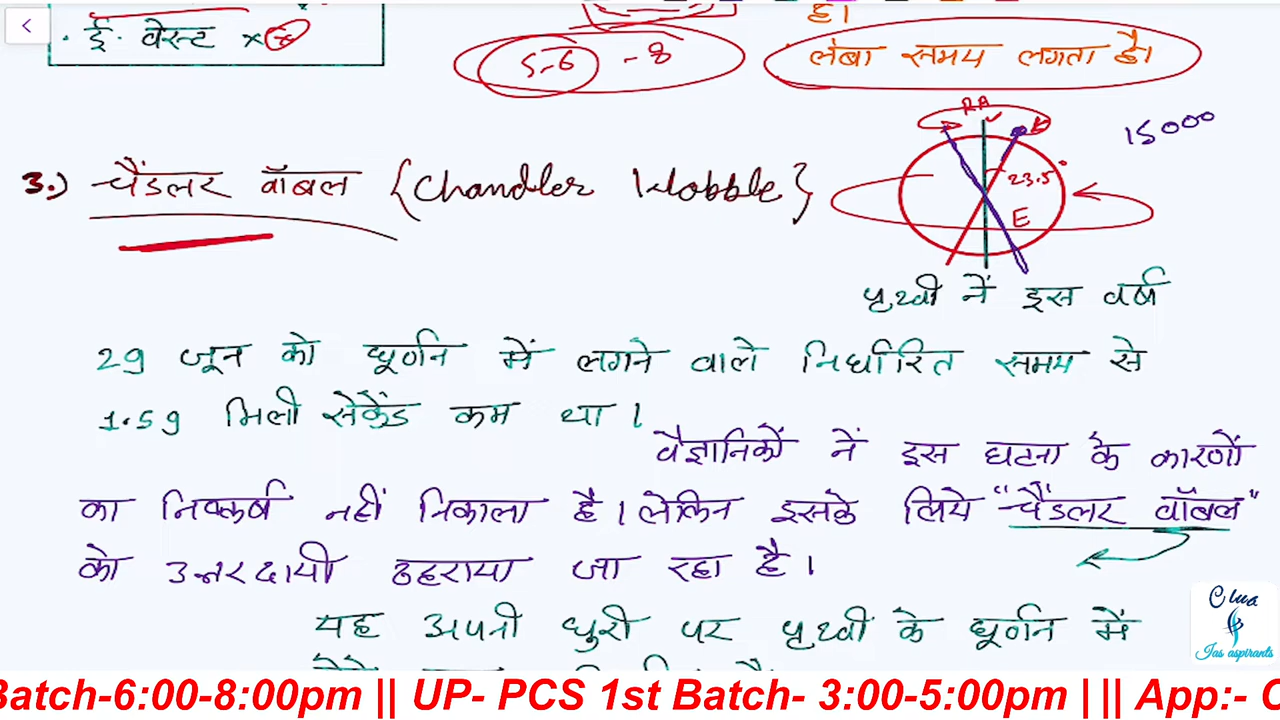 . ई. वेस्ट ×
है।
5-6 - 8
लंबा समय लगता है।
RA
15000
23.5°
E
3.) चैंडलर वॉबल {Chandler Wobble}
पृथ्वी नें इस वर्ष
29 जून को घूर्णन में लगने वाले निर्धारित समय से
1.59 मिली सेकैंड कम था।
वैज्ञानिकों नें इस घटना के कारणों
का निष्कर्ष नहीं निकाला है। लेकिन इसके लिये "चैंडलर वॉबल"
को उत्तरदायी ठहराया जा रहा है।
यह अपनी धुरी पर पृथ्वी के घूर्णन में
Clue
Ias aspirants
Batch-6:00-8:00pm || UP- PCS 1st Batch- 3:00-5:00pm | || App:- C